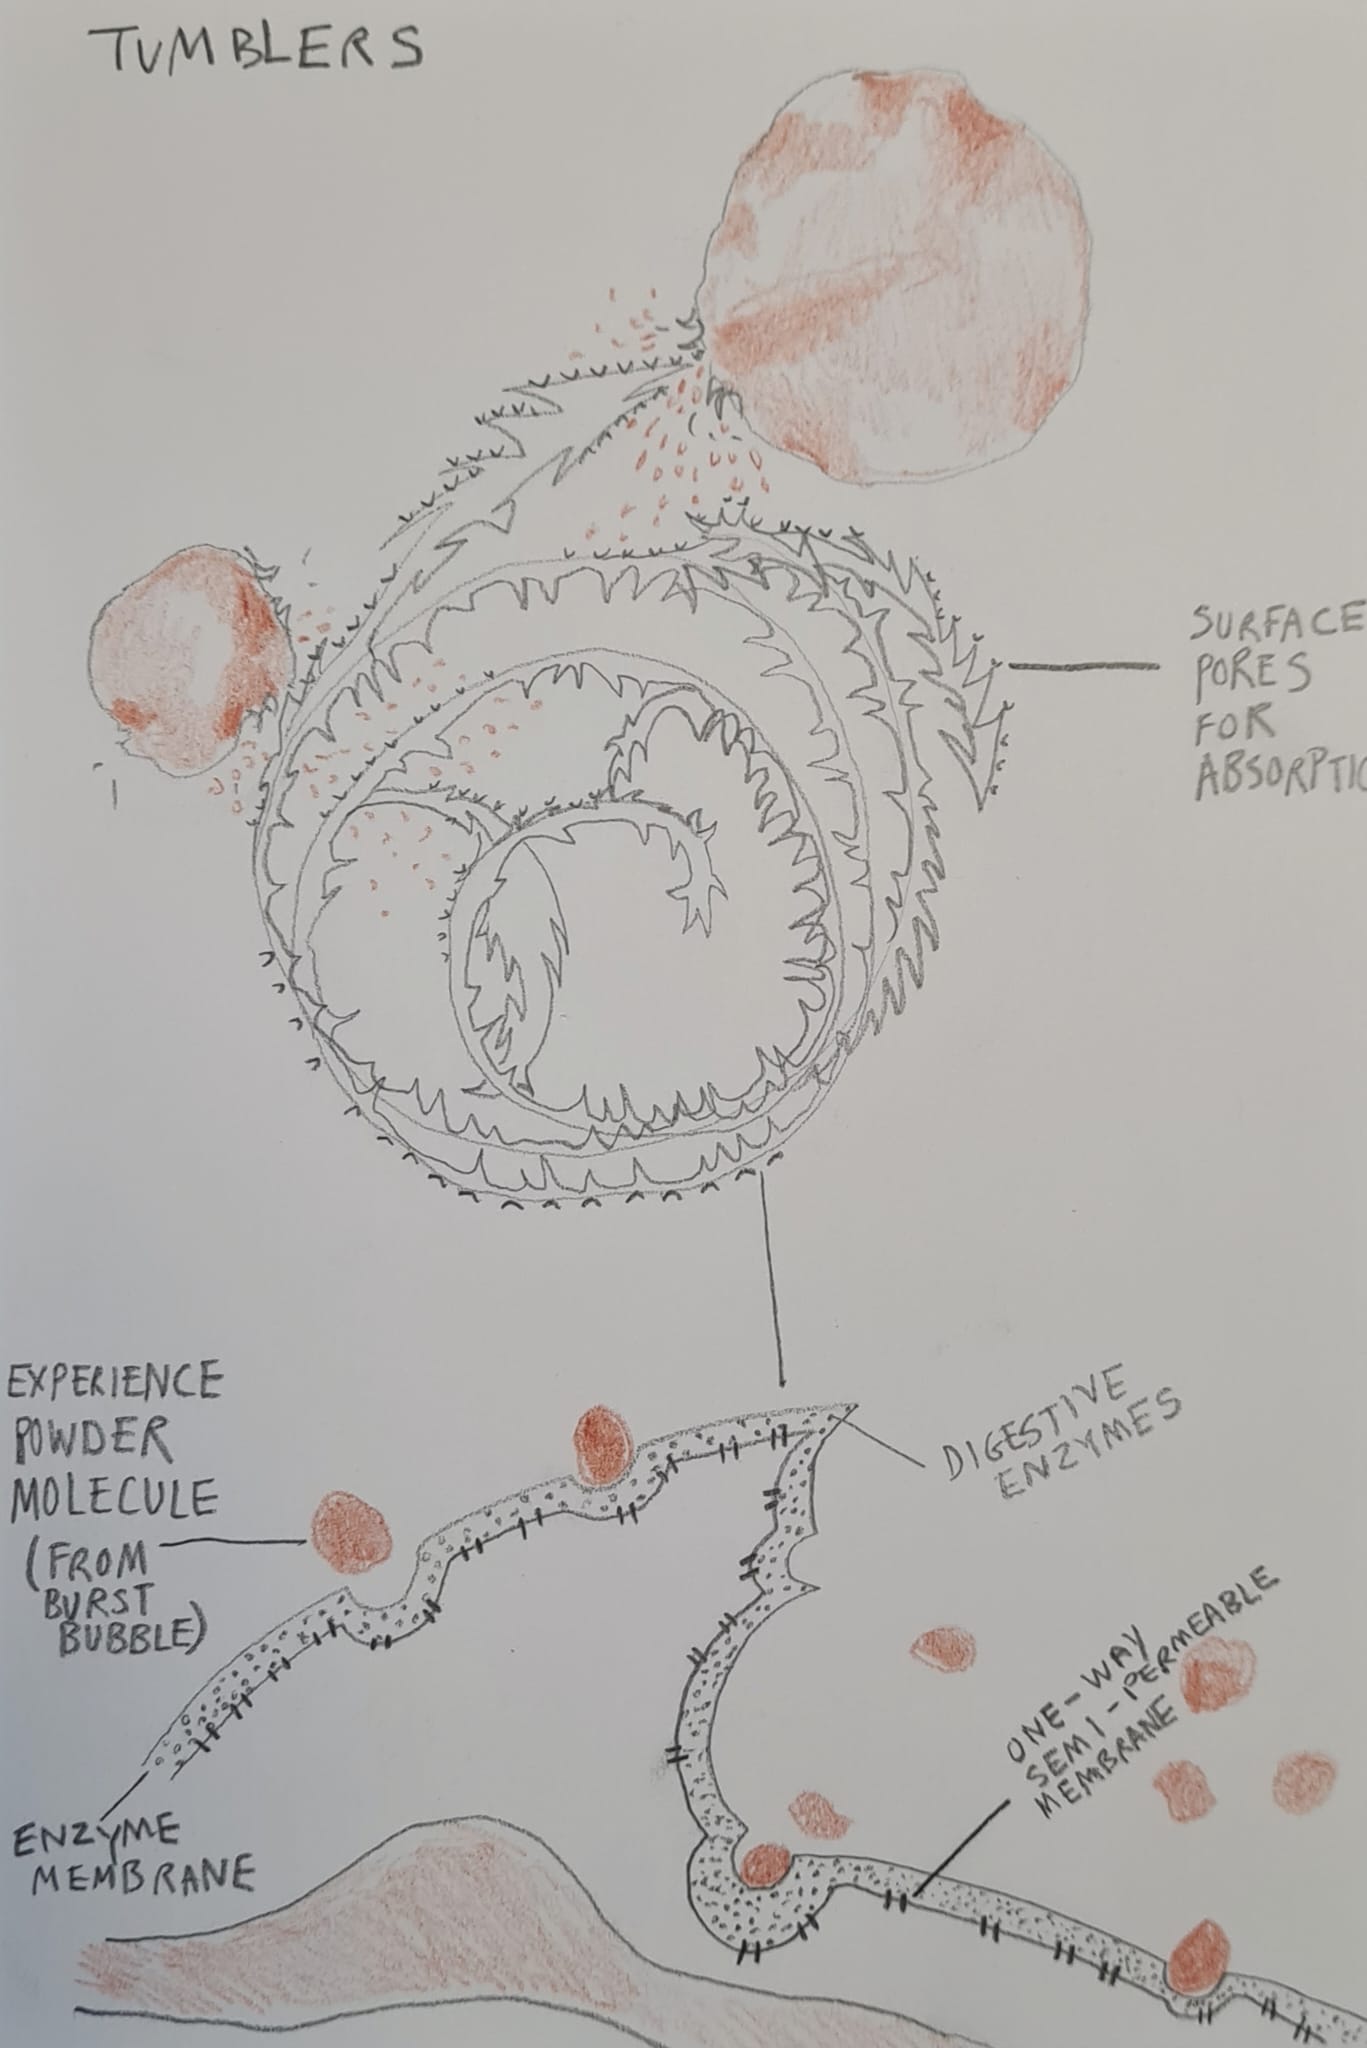 TUMBLERS
SURFACE
PORES
FOR
ABSORPTIO
EXPERIENCE
POWDER
MOLECULE
(FROM
BURST
BUBBLE)
DIGESTIVE
ENZYMES
ONE-WAY
SEMI-PERMEABLE
MEMBRANE
ENZYME
MEMBRANE